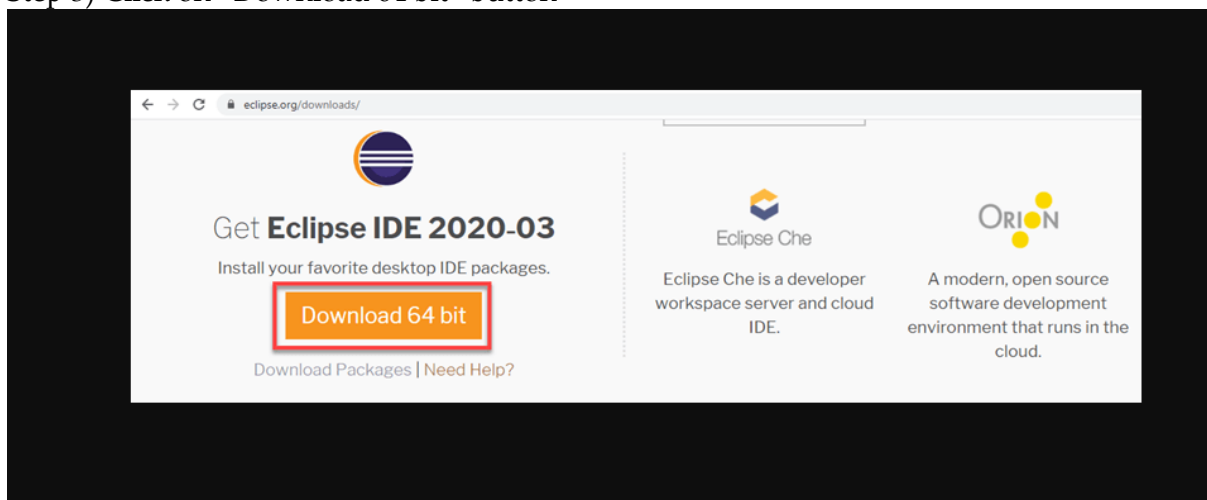 eclipse.org/downloads/
Get Eclipse IDE 2020-03
Install your favorite desktop IDE packages.
Download 64 bit
Download Packages | Need Help?
Eclipse Che
Eclipse Che is a developer
workspace server and cloud
IDE.
ORION
A modern, open source
software development
environment that runs in the
cloud.